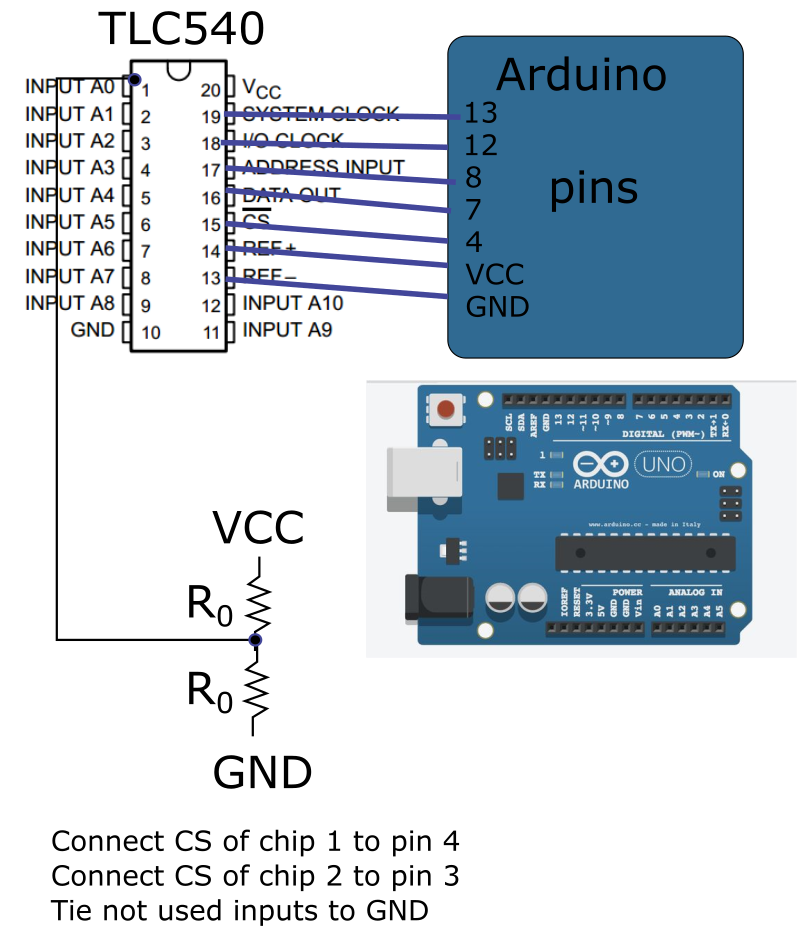 TLC540
INPUT A0 1 20 VCC
INPUT A1 2 19 SYSTEM CLOCK
INPUT A2 3 18 I/O CLOCK
INPUT A3 4 17 ADDRESS INPUT
INPUT A4 5 16 DATA OUT
INPUT A5 6 15 CS
INPUT A6 7 14 REF+
INPUT A7 8 13 REF–
INPUT A8 9 12 INPUT A10
GND 10 11 INPUT A9
Arduino
pins
13
12
8
7
4
VCC
GND
SCL SDA AREF GND 13 12 ~11 ~10 ~9 8 7 6 5 4 3 2 TX→1 RX←0
DIGITAL (PWM~)
1
TX
RX
ARDUINO
UNO
ON
www.arduino.cc - made in Italy
POWER ANALOG IN
IOREF RESET 3.3V 5V GND GND Vin A0 A1 A2 A3 A4 A5
VCC
R0
R0
GND
Connect CS of chip 1 to pin 4
Connect CS of chip 2 to pin 3
Tie not used inputs to GND